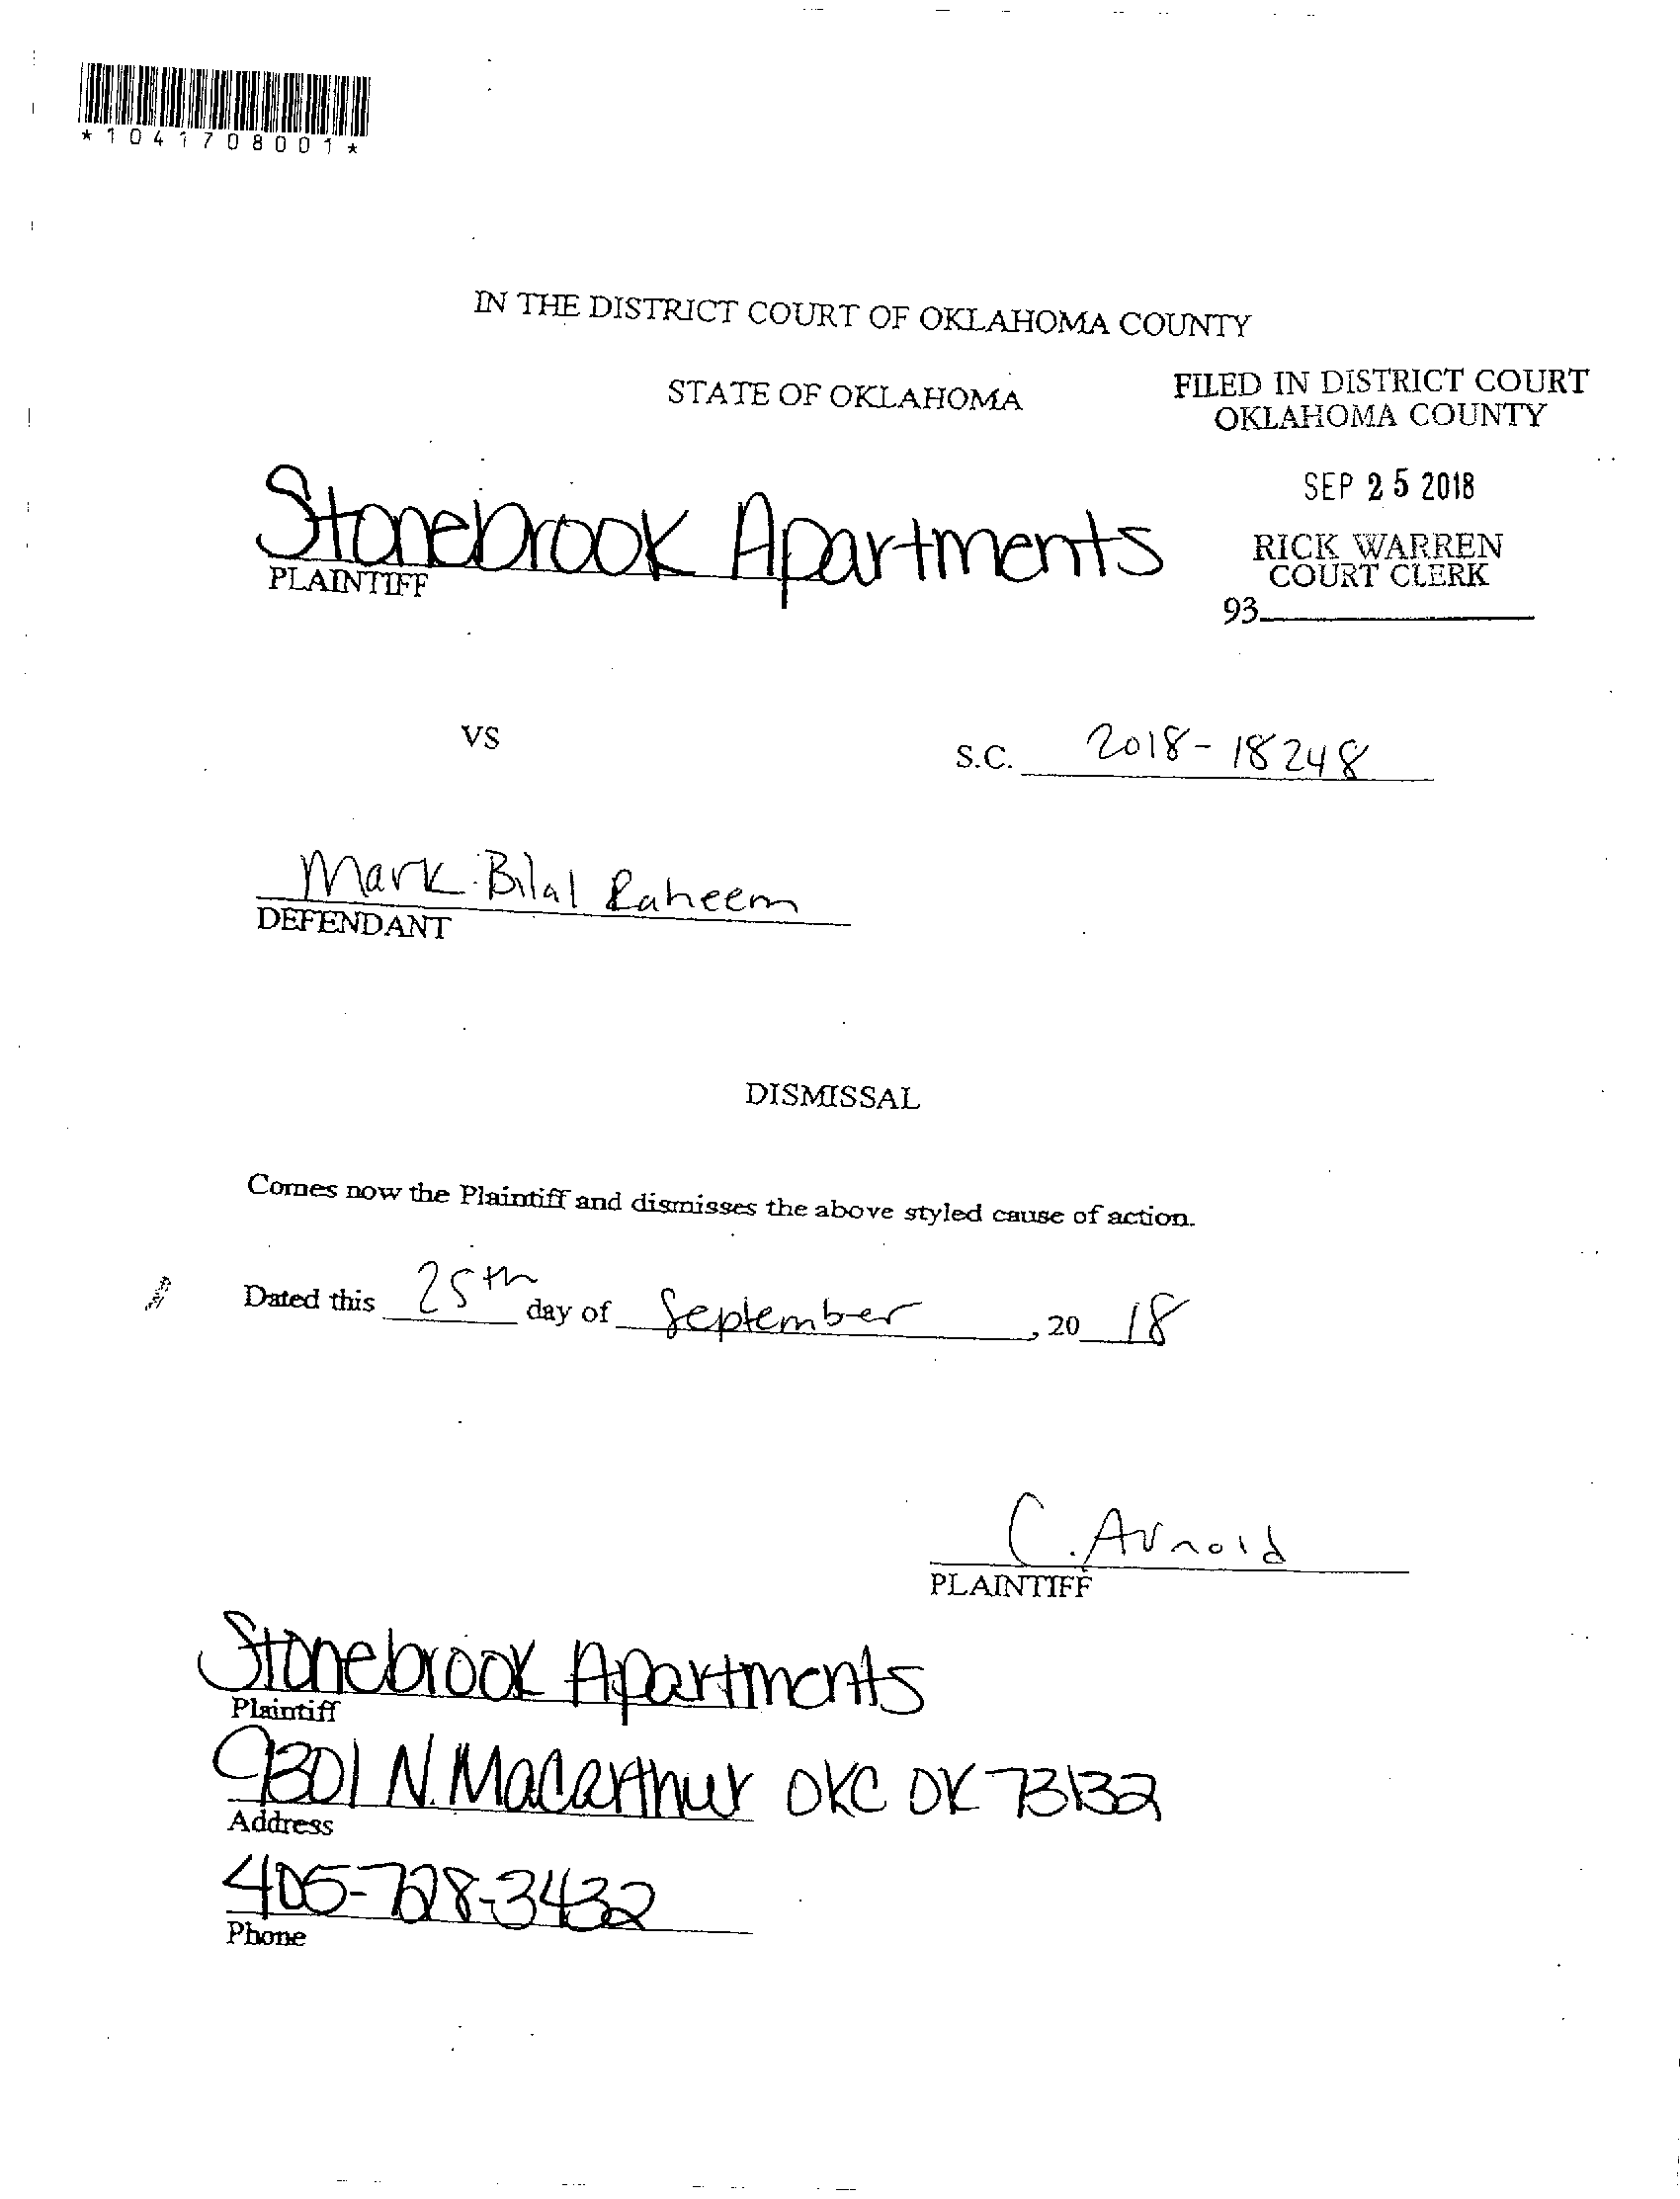 *1041708001*
IN THE DISTRICT COURT OF OKLAHOMA COUNTY
STATE OF OKLAHOMA
FILED IN DISTRICT COURT
OKLAHOMA COUNTY
SEP 25 2018
RICK WARREN
COURT CLERK
93
Stonebrook Apartments
PLAINTIFF
VS
S.C. 2018-18248
Mark Bilal Raheem
DEFENDANT
DISMISSAL
Comes now the Plaintiff and dismisses the above styled cause of action.
Dated this 25th day of September, 20 18
C. Arnold
PLAINTIFF
Stonebrook Apartments
Plaintiff
9301 N. Macarthur OKC OK 73132
Address
405-728-3432
Phone